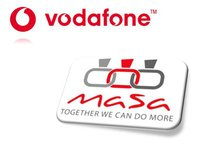 vodafone™
masa
TOGETHER WE CAN DO MORE